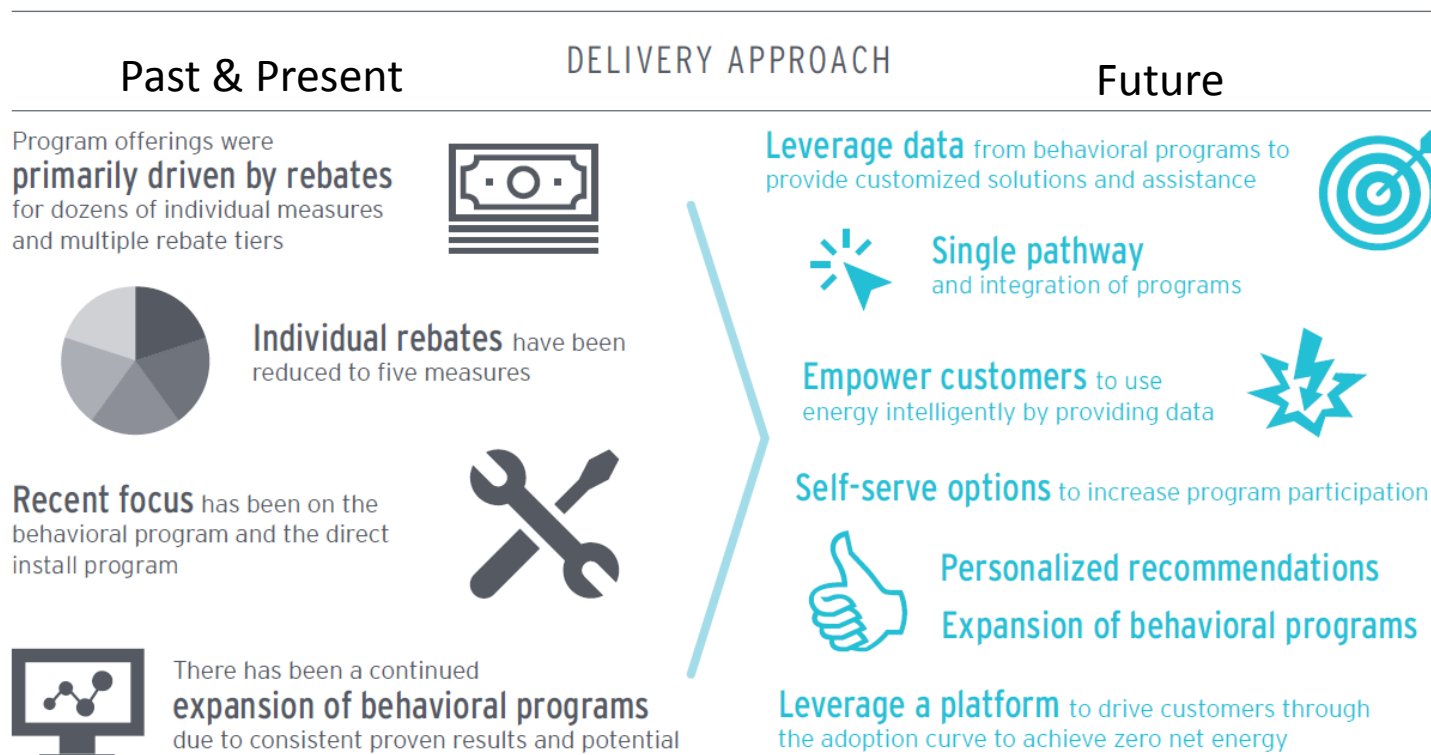 DELIVERY APPROACH
Past & Present
Future
Program offerings were
primarily driven by rebates
for dozens of individual measures
and multiple rebate tiers
Individual rebates have been
reduced to five measures
Recent focus has been on the
behavioral program and the direct
install program
There has been a continued
expansion of behavioral programs
due to consistent proven results and potential
Leverage data from behavioral programs to
provide customized solutions and assistance
Single pathway
and integration of programs
Empower customers to use
energy intelligently by providing data
Self-serve options to increase program participation
Personalized recommendations
Expansion of behavioral programs
Leverage a platform to drive customers through
the adoption curve to achieve zero net energy